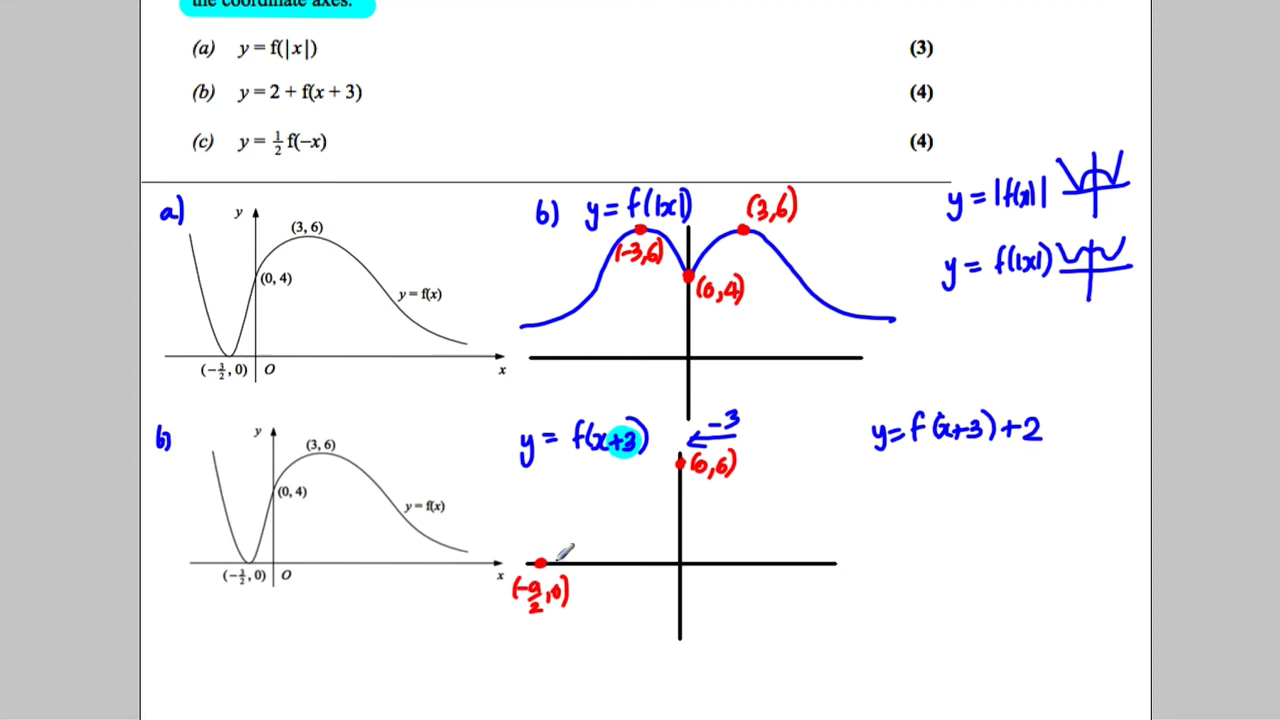 the coordinate axes.
(a) y = f(|x|) (3)
(b) y = 2 + f(x + 3) (4)
(c) y = 1/2 f(−x) (4)
a)
y
(3, 6)
(0, 4)
y = f(x)
(−3/2, 0)
O
x
b) y = f(|x|)
(3,6)
(-3,6)
(0,4)
y = |f(x)|
y = f(|x|)
b)
y
(3, 6)
(0, 4)
y = f(x)
(−3/2, 0)
O
x
y = f(x+3)
-3
(0,6)
(-9/2,0)
y = f(x+3)+2